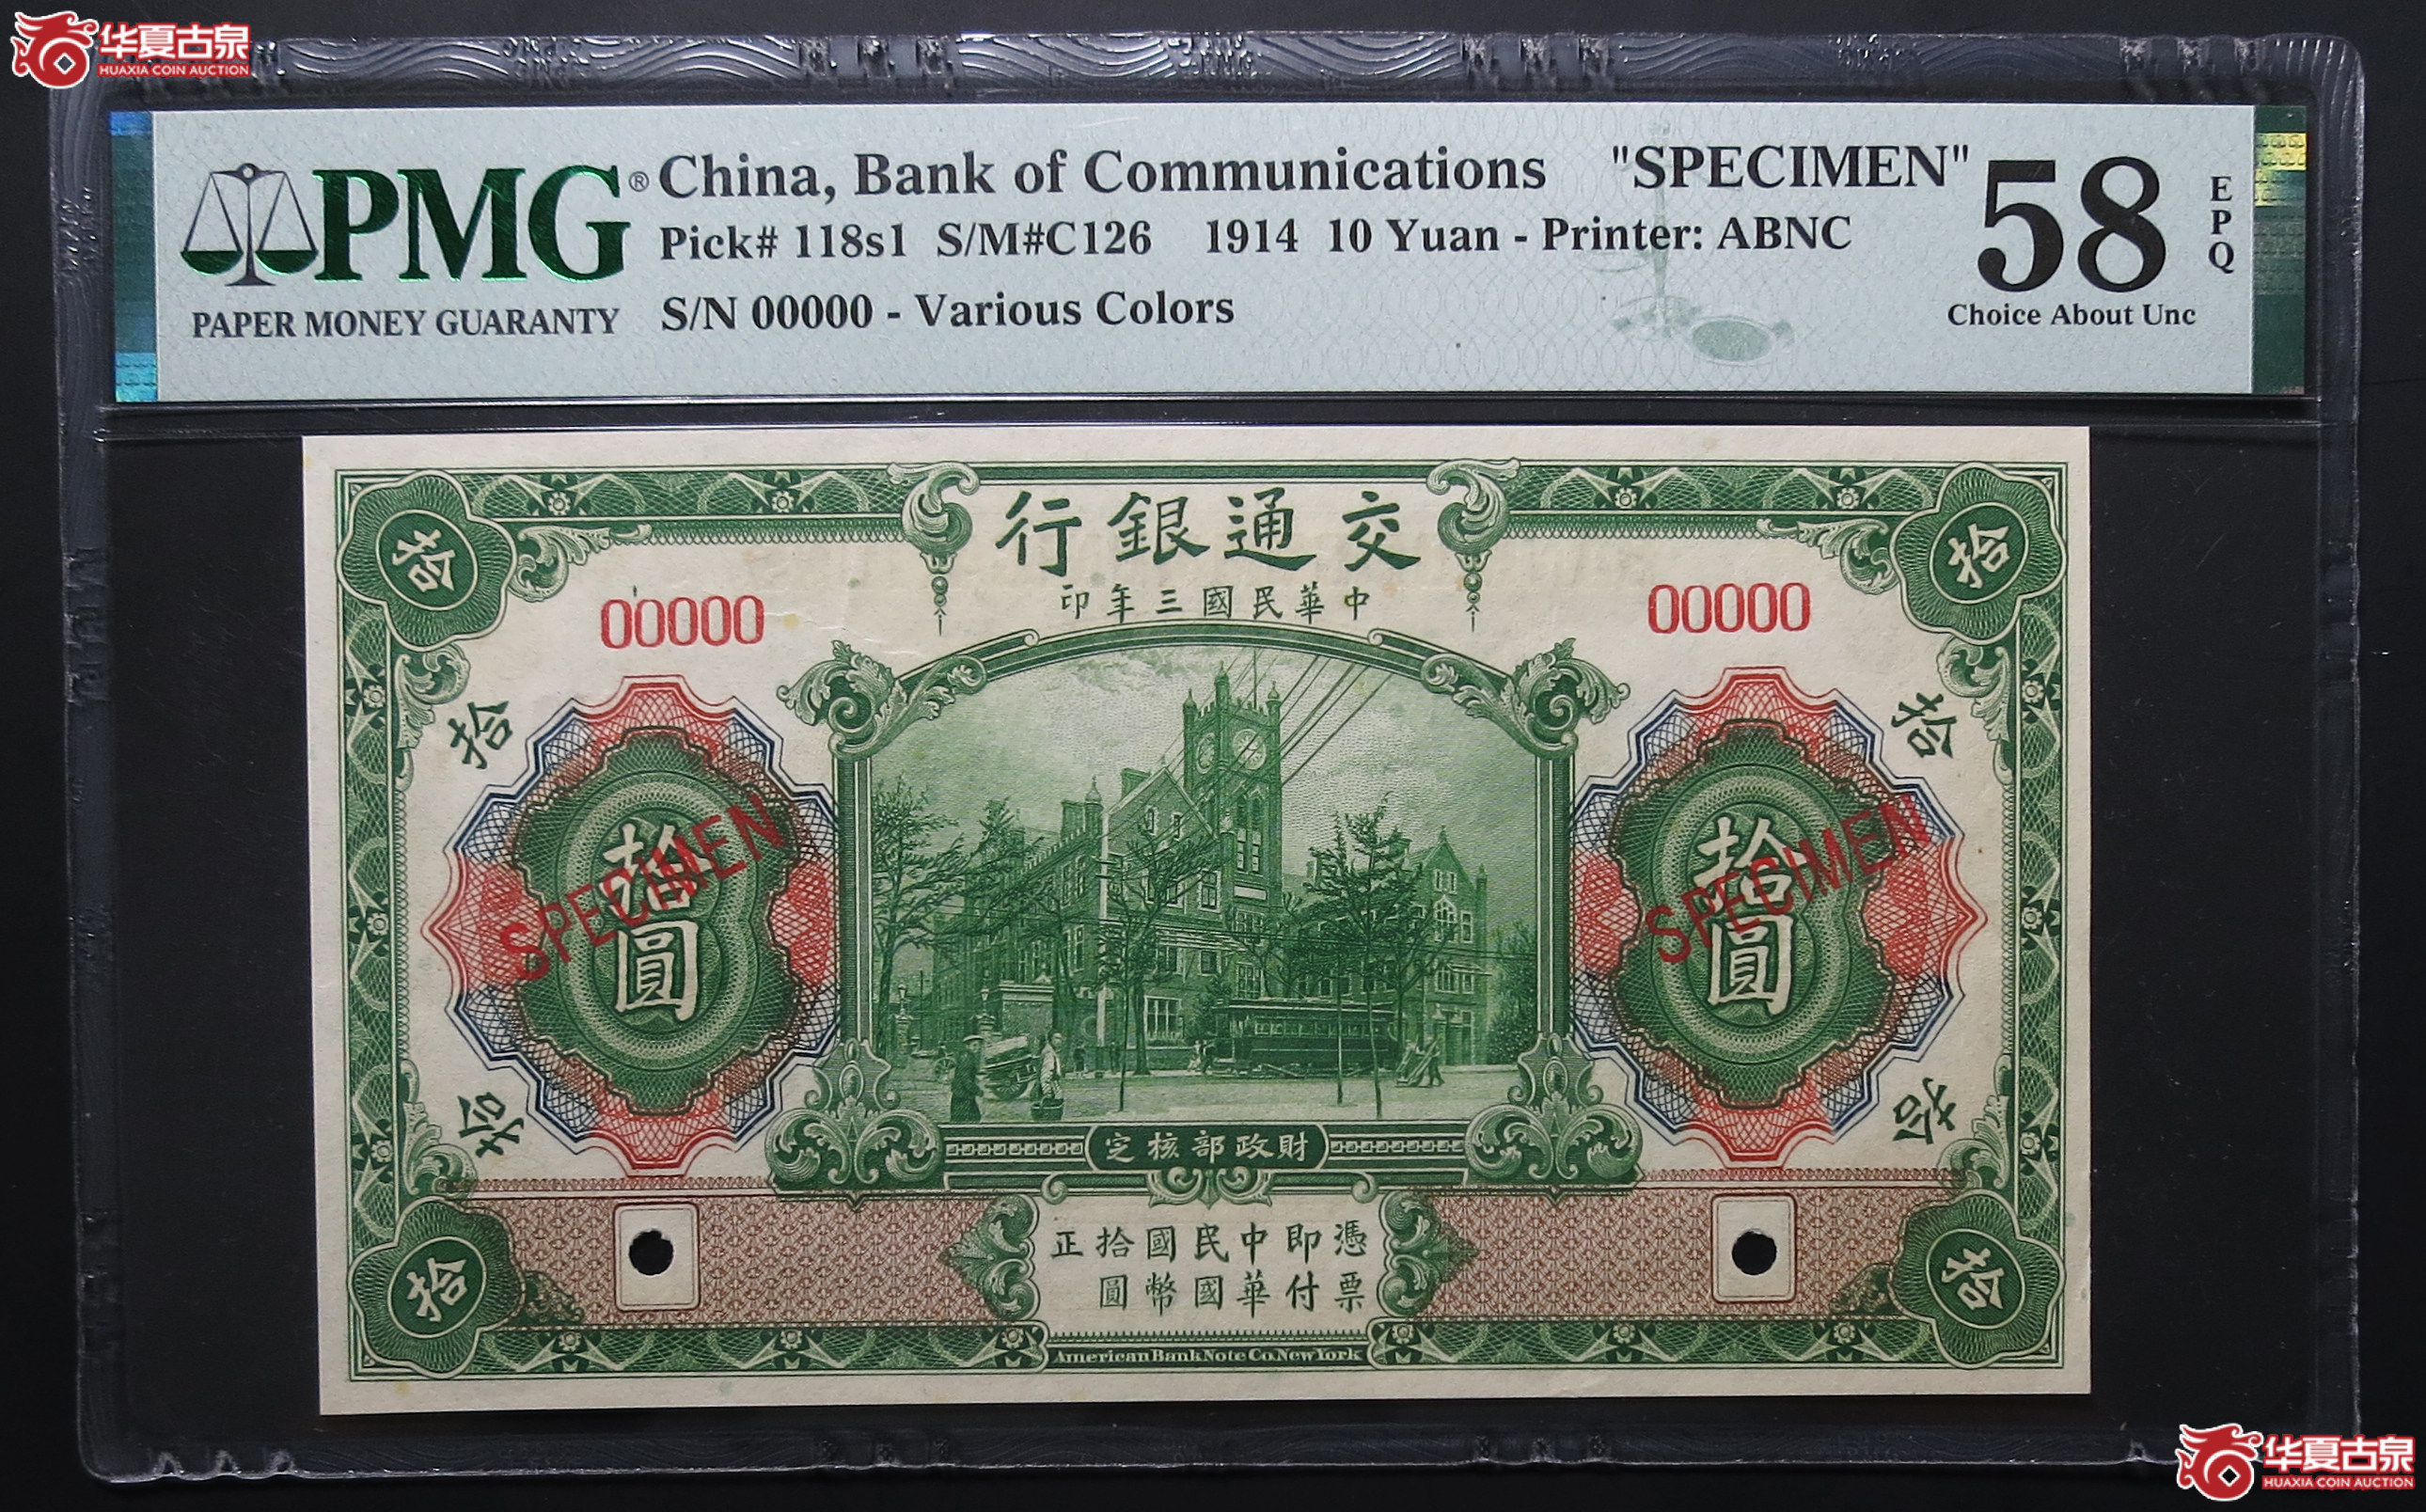 华夏古泉
HUAXIA COIN AUCTION
PMG®
PAPER MONEY GUARANTY
China, Bank of Communications "SPECIMEN"
Pick# 118s1 S/M#C126 1914 10 Yuan - Printer: ABNC
S/N 00000 - Various Colors
58
EPQ
Choice About Unc
交通銀行
中華民國三年印
拾
拾
00000
00000
拾
拾
拾圓
SPECIMEN
拾圓
SPECIMEN
拾
拾
財政部核定
憑票即付中華民國國幣拾圓正
拾
拾
American Bank Note Co. New York
华夏古泉
HUAXIA COIN AUCTION